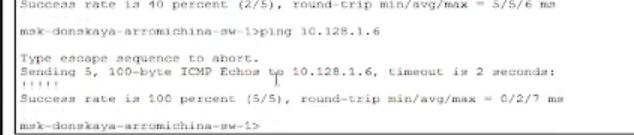 Success rate is 40 percent (2/5), round-trip min/avg/max = 5/5/6 ms
msk-donskaya-arromichina-sw-1>ping 10.128.1.6
Type escape sequence to abort.
Sending 5, 100-byte ICMP Echos to 10.128.1.6, timeout is 2 seconds:
!!!!!
Success rate is 100 percent (5/5), round-trip min/avg/max = 0/2/7 ms
msk-donskaya-arromichina-sw-1>